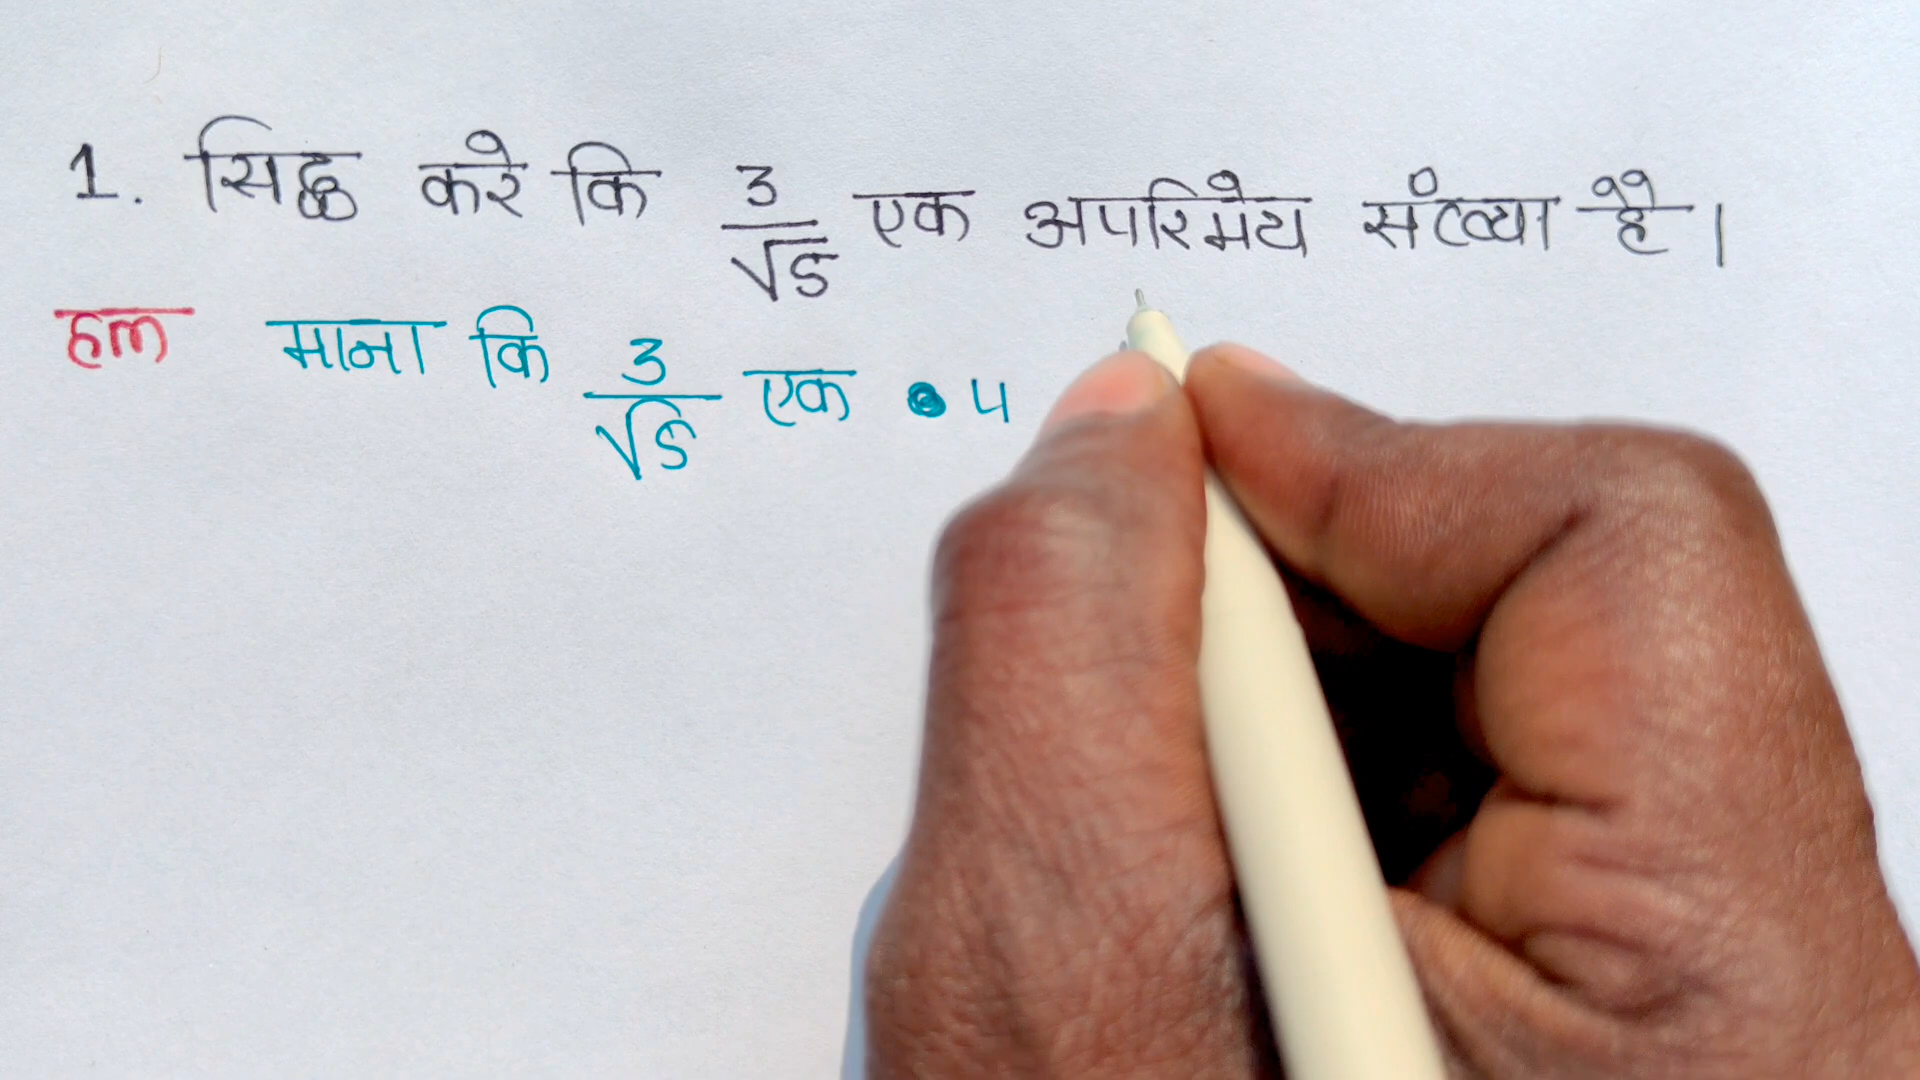 1. सिद्ध करे कि 3/√5 एक अपरिमेय संख्या है।
हल माना कि 3/√5 एक प